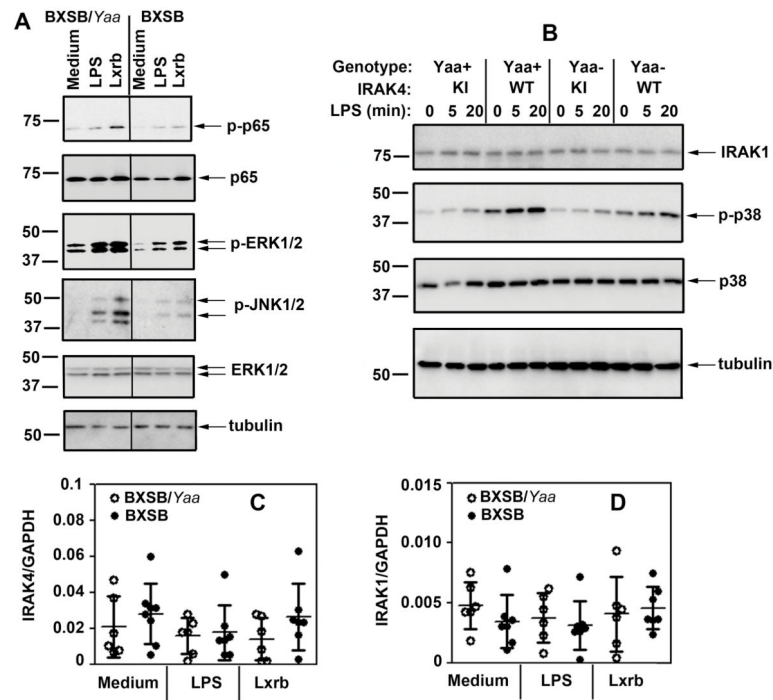 A
BXSB/Yaa BXSB
Medium LPS Lxrb Medium LPS Lxrb
75 p-p65
75 p65
50
37 p-ERK1/2
50
37 p-JNK1/2
50
37 ERK1/2
50 tubulin
B
Genotype: Yaa+ Yaa+ Yaa- Yaa-
IRAK4: KI WT KI WT
LPS (min): 0 5 20 0 5 20 0 5 20 0 5 20
75 IRAK1
50
37 p-p38
50
37 p38
50 tubulin
C
IRAK4/GAPDH
0.1
0.08
0.06
0.04
0.02
0
BXSB/Yaa
BXSB
Medium LPS Lxrb
D
IRAK1/GAPDH
0.015
0.010
0.005
0
BXSB/Yaa
BXSB
Medium LPS Lxrb